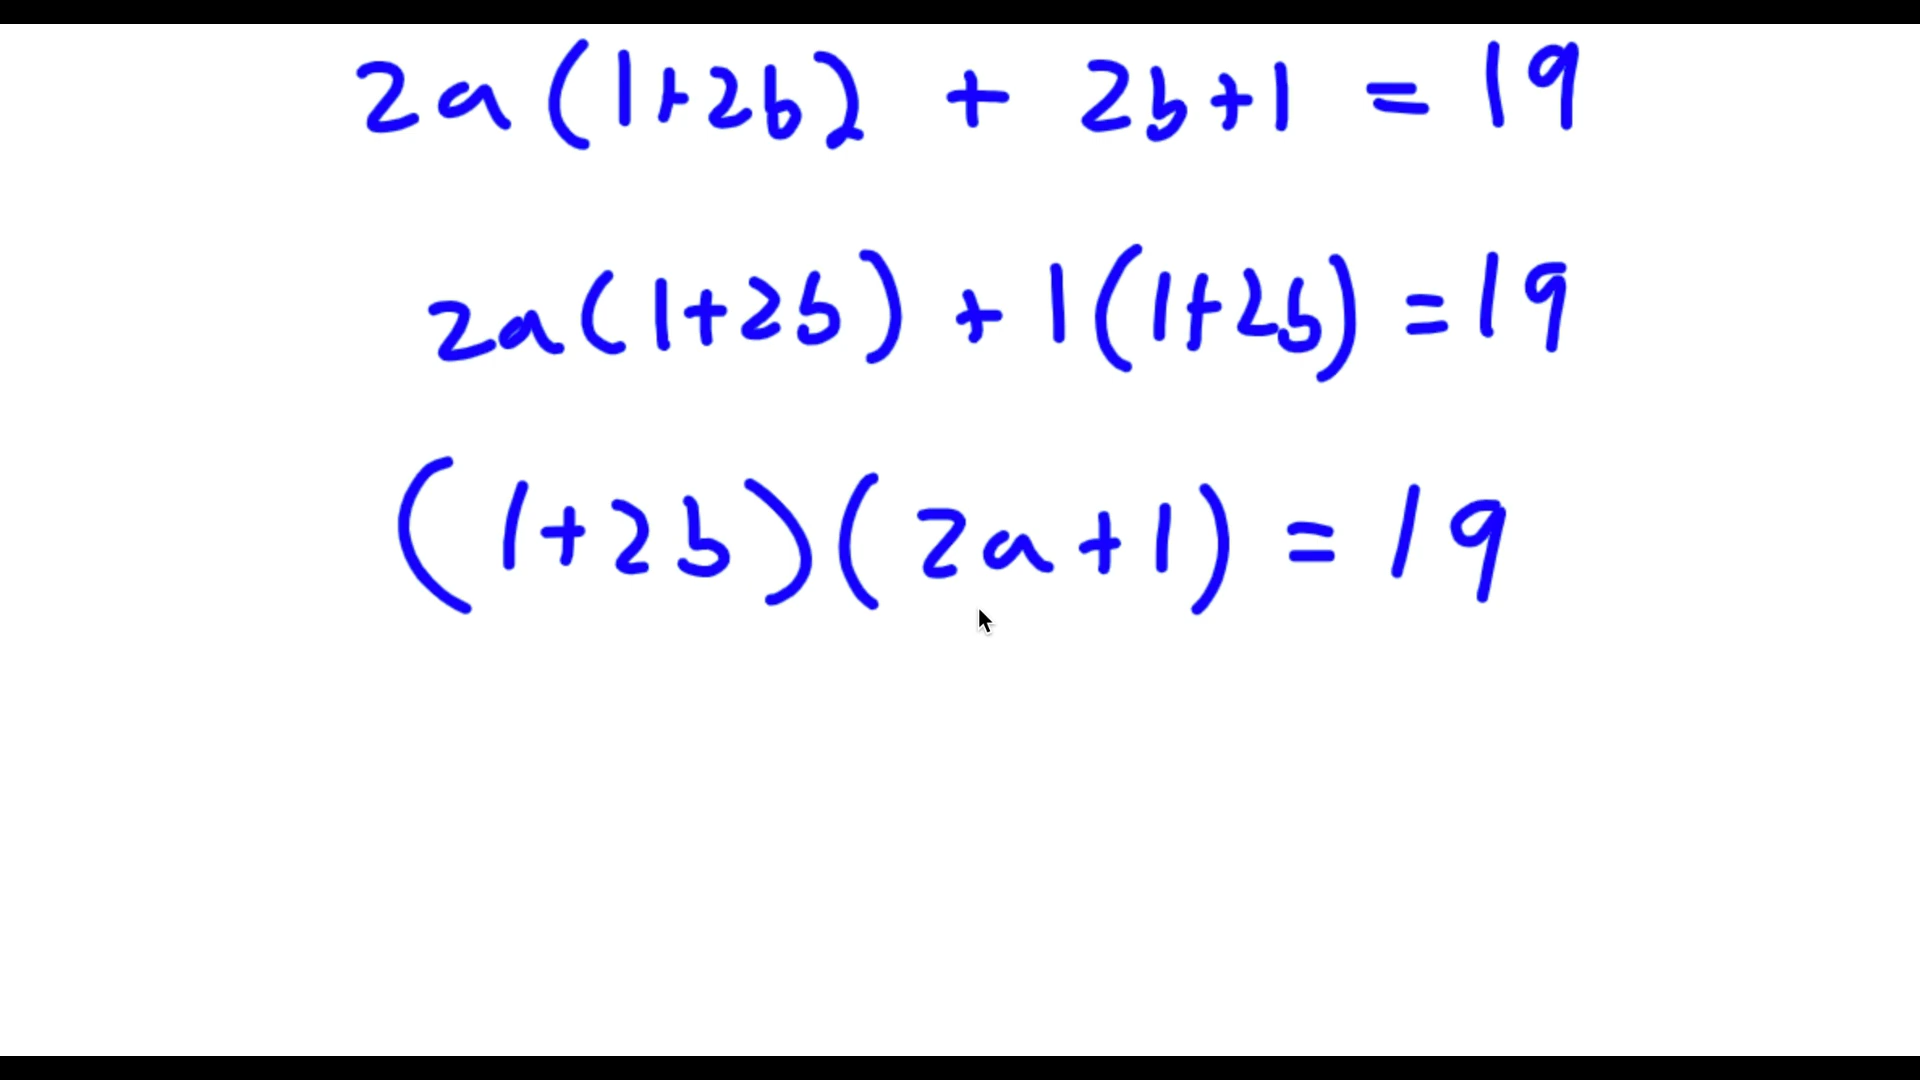 2a(1+2b) + 2b+1 = 19
2a(1+2b) + 1(1+2b) = 19
(1+2b)(2a+1) = 19